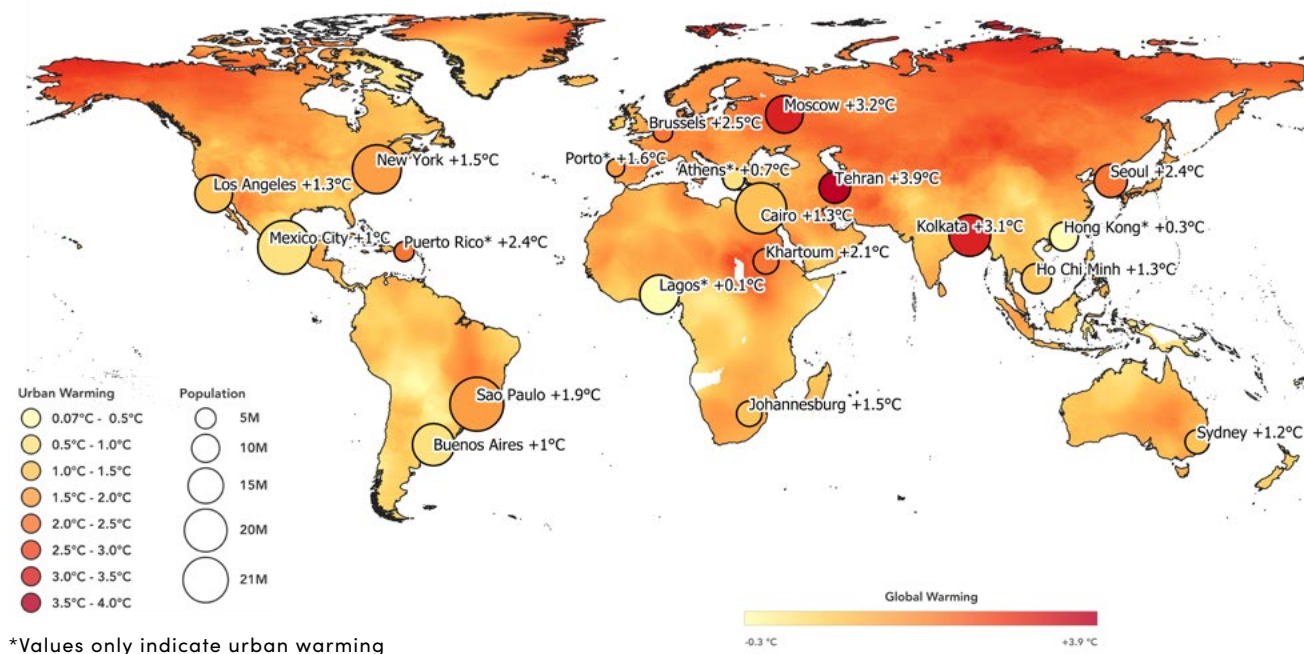 Moscow +3.2°C
Brussels +2.5°C
New York +1.5°C
Porto* +1.6°C
Athens* +0.7°C
Tehran +3.9°C
Seoul +2.4°C
Los Angeles +1.3°C
Cairo +1.3°C
Kolkata +3.1°C
Hong Kong* +0.3°C
Mexico City +1°C
Puerto Rico* +2.4°C
Khartoum +2.1°C
Ho Chi Minh +1.3°C
Lagos* +0.1°C
Sao Paulo +1.9°C
Johannesburg +1.5°C
Buenos Aires +1°C
Sydney +1.2°C
Urban Warming
0.07°C - 0.5°C
0.5°C - 1.0°C
1.0°C - 1.5°C
1.5°C - 2.0°C
2.0°C - 2.5°C
2.5°C - 3.0°C
3.0°C - 3.5°C
3.5°C - 4.0°C
Population
5M
10M
15M
20M
21M
Global Warming
-0.3 °C
+3.9 °C
*Values only indicate urban warming